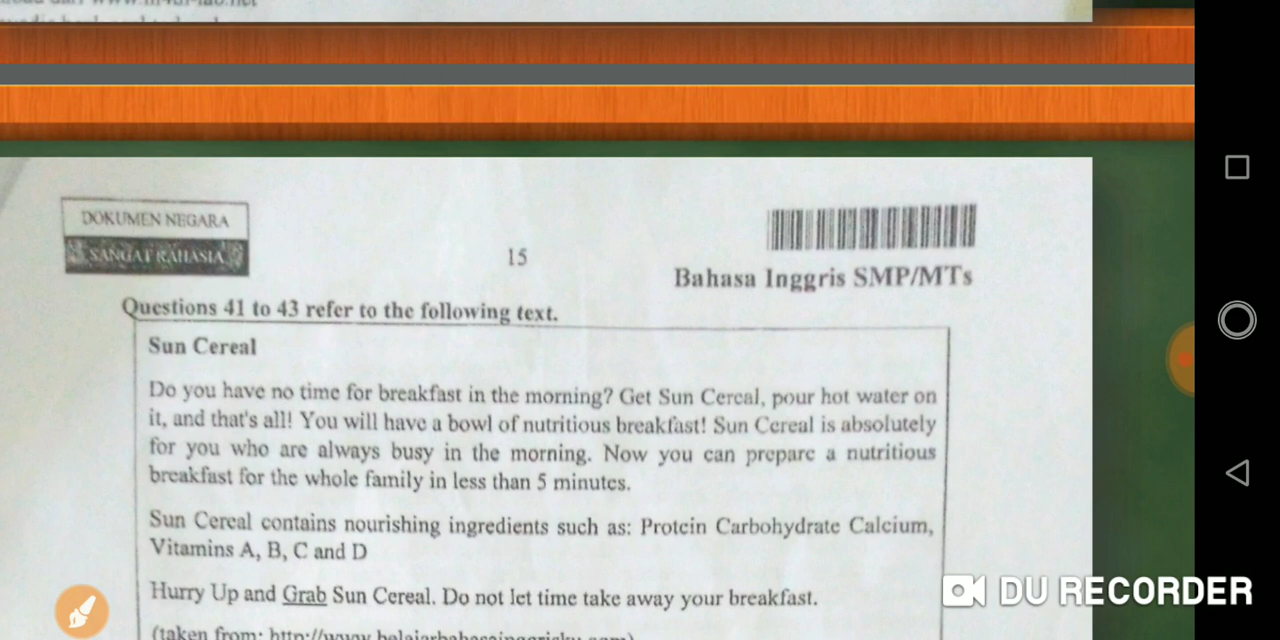 DOKUMEN NEGARA
SANGAT RAHASIA
15
Bahasa Inggris SMP/MTs
Questions 41 to 43 refer to the following text.
Sun Cereal
Do you have no time for breakfast in the morning? Get Sun Cereal, pour hot water on
it, and that's all! You will have a bowl of nutritious breakfast! Sun Cereal is absolutely
for you who are always busy in the morning. Now you can prepare a nutritious
breakfast for the whole family in less than 5 minutes.
Sun Cereal contains nourishing ingredients such as: Protein Carbohydrate Calcium,
Vitamins A, B, C and D
Hurry Up and Grab Sun Cereal. Do not let time take away your breakfast.
(taken from:
DU RECORDER